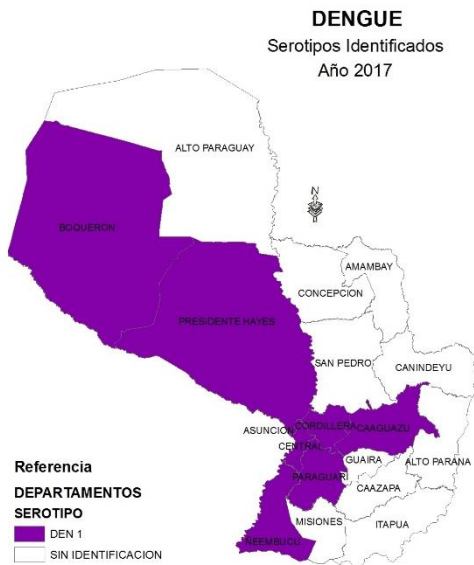 DENGUE
Serotipos Identificados
Año 2017
ALTO PARAGUAY
N
BOQUERON
AMAMBAY
CONCEPCION
PRESIDENTE HAYES
SAN PEDRO
CANINDEYU
ASUNCION
CORDILLERA
CAAGUAZU
CENTRAL
GUAIRA
ALTO PARANA
PARAGUARI
CAAZAPA
MISIONES
ITAPUA
ÑEEMBUCU
Referencia
DEPARTAMENTOS
SEROTIPO
DEN 1
SIN IDENTIFICACION